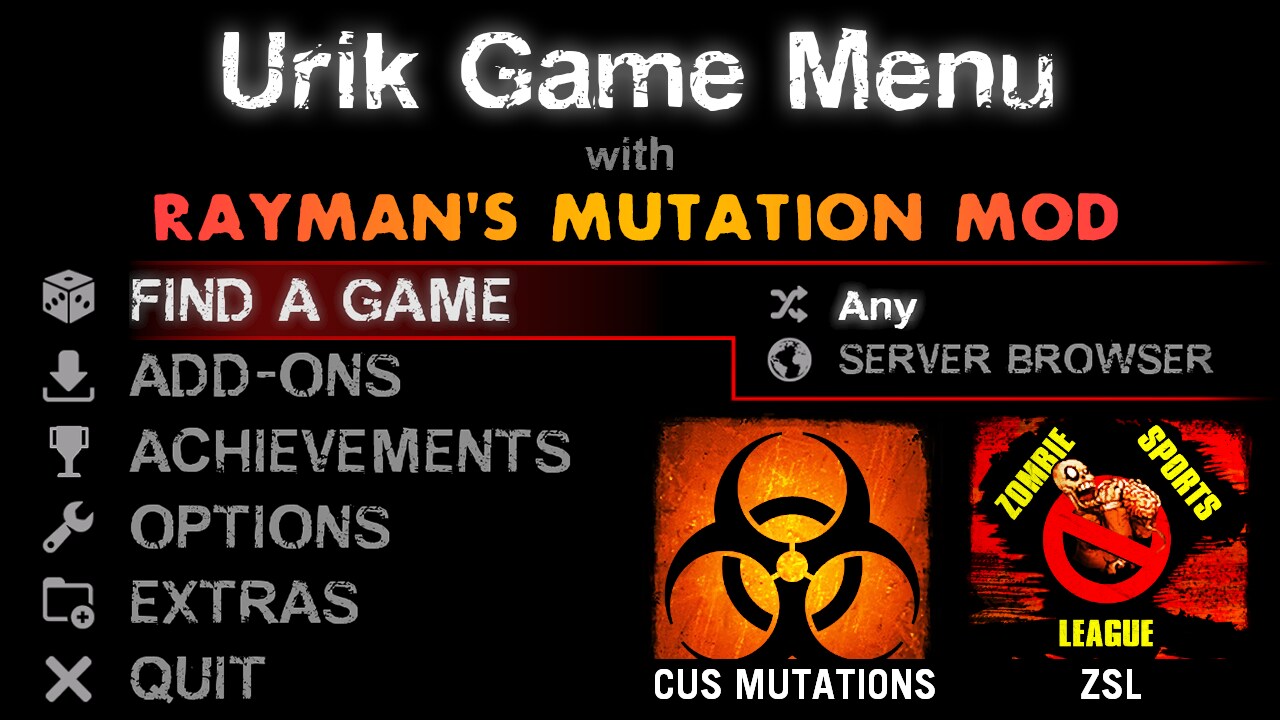 Urik Game Menu
with
RAYMAN'S MUTATION MOD
FIND A GAME
Any
SERVER BROWSER
ADD-ONS
ACHIEVEMENTS
OPTIONS
EXTRAS
QUIT
ZOMBIE
SPORTS
LEAGUE
CUS MUTATIONS
ZSL